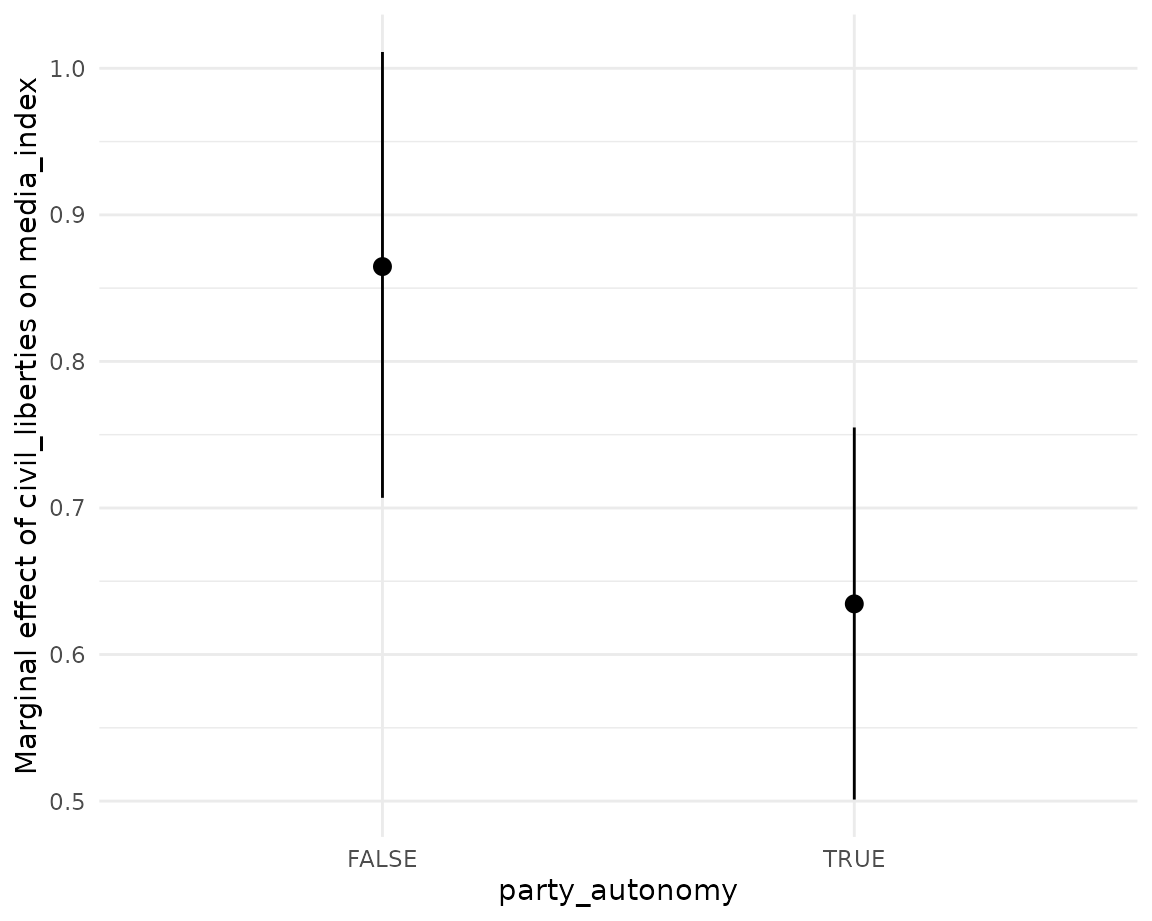 Marginal effect of civil_liberties on media_index
1.0
0.9
0.8
0.7
0.6
0.5
FALSE TRUE
party_autonomy